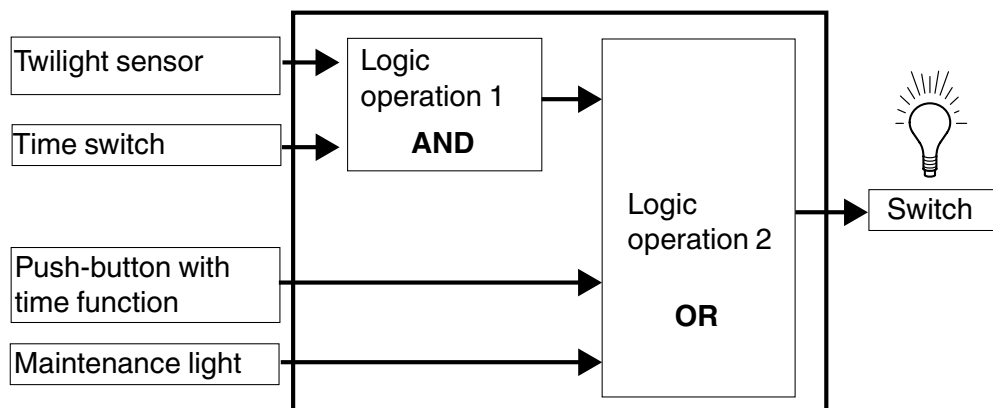 Twilight sensor
Time switch
Logic
operation 1
AND
Push-button with
time function
Maintenance light
Logic
operation 2
OR
Switch